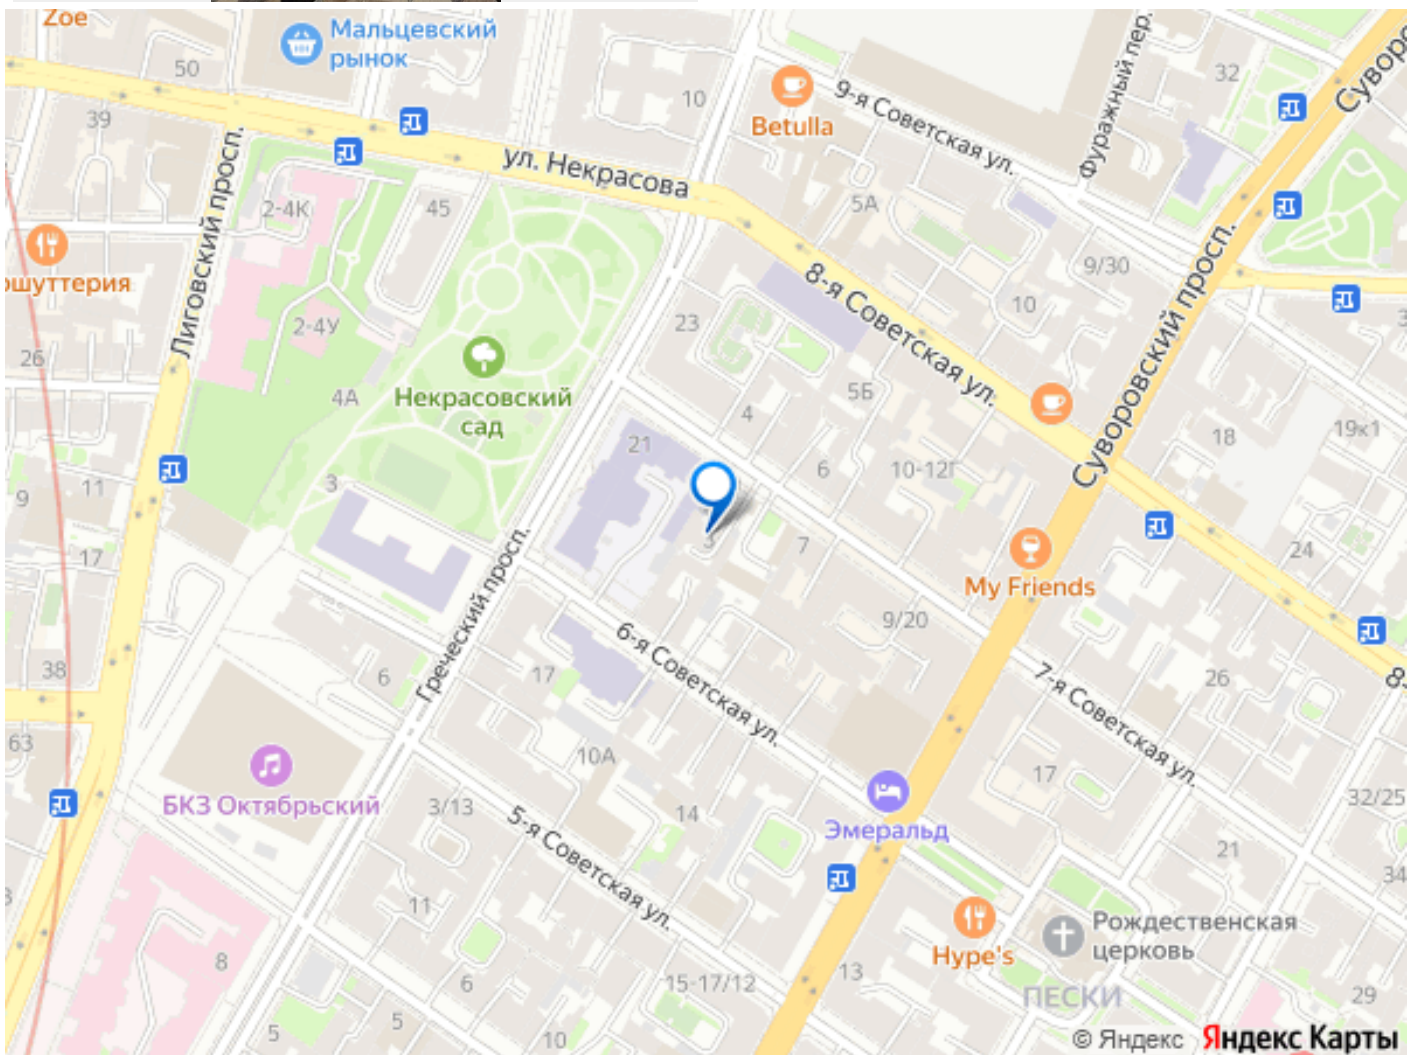 Zoe
Мальцевский
рынок
50
39
10
Betulla
9-я Советская ул.
Фуражный пер.
32
Суворо
ул. Некрасова
Лиговский просп.
2-4К
45
5А
ошуттерия
2-4У
26
23
10
9/30
8-я Советская ул.
Суворовский просп.
4А
Некрасовский
сад
5Б
4
21
6
10-12Г
18
19к1
3
9
11
17
3
7
24
My Friends
Греческий просп.
9/20
6-я Советская ул.
38
6
17
26
8-
7-я Советская ул.
63
10А
17
БКЗ Октябрьский
3/13
14
Эмеральд
32/25
5-я Советская ул.
21
34
11
Рождественская
церковь
Hype's
8
6
15-17/12
13
ПЕСКИ
29
5
5
10
© Яндекс Яндекс Карты